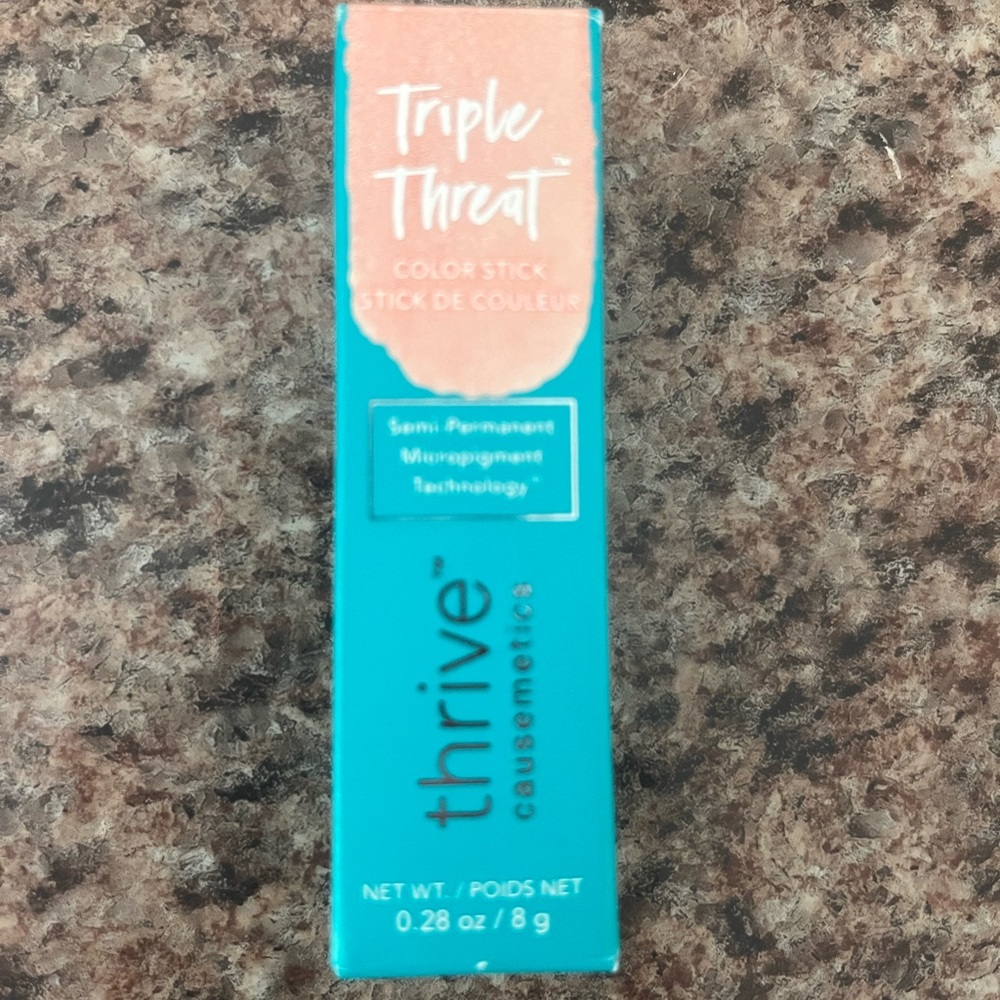 Triple
Threat™
COLOR STICK
STICK DE COULEUR
Semi-Permanent
Micropigment
Technology™
thrive™
causemetics
NET WT. / POIDS NET
0.28 oz / 8 g